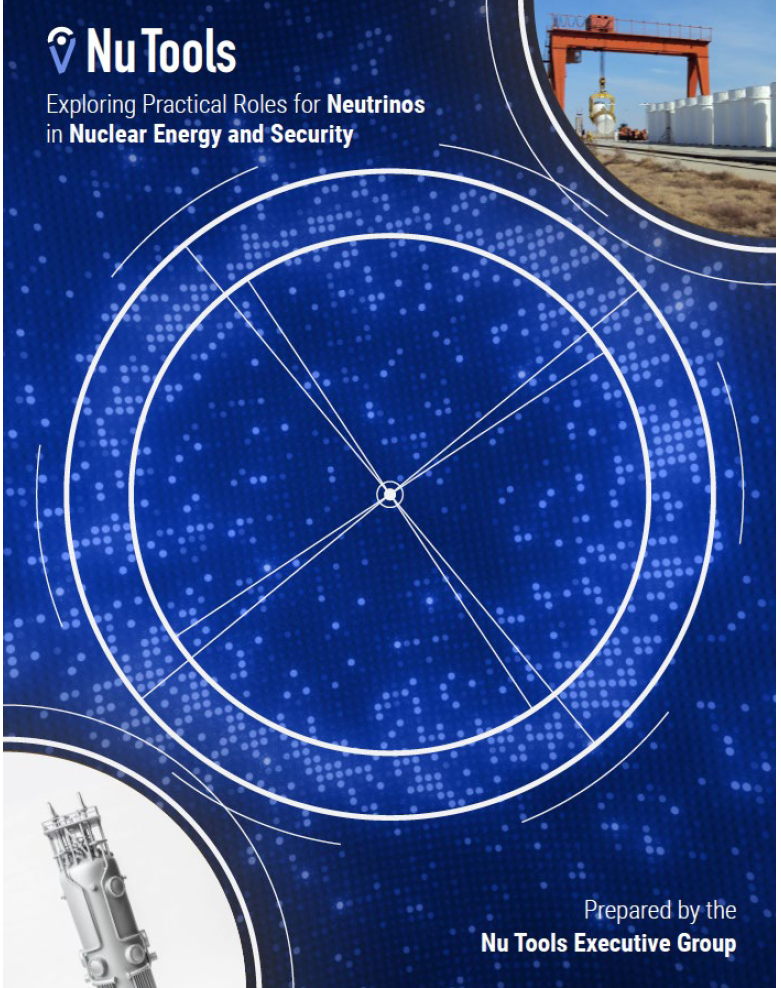 Nu Tools
Exploring Practical Roles for Neutrinos
in Nuclear Energy and Security
Prepared by the
Nu Tools Executive Group